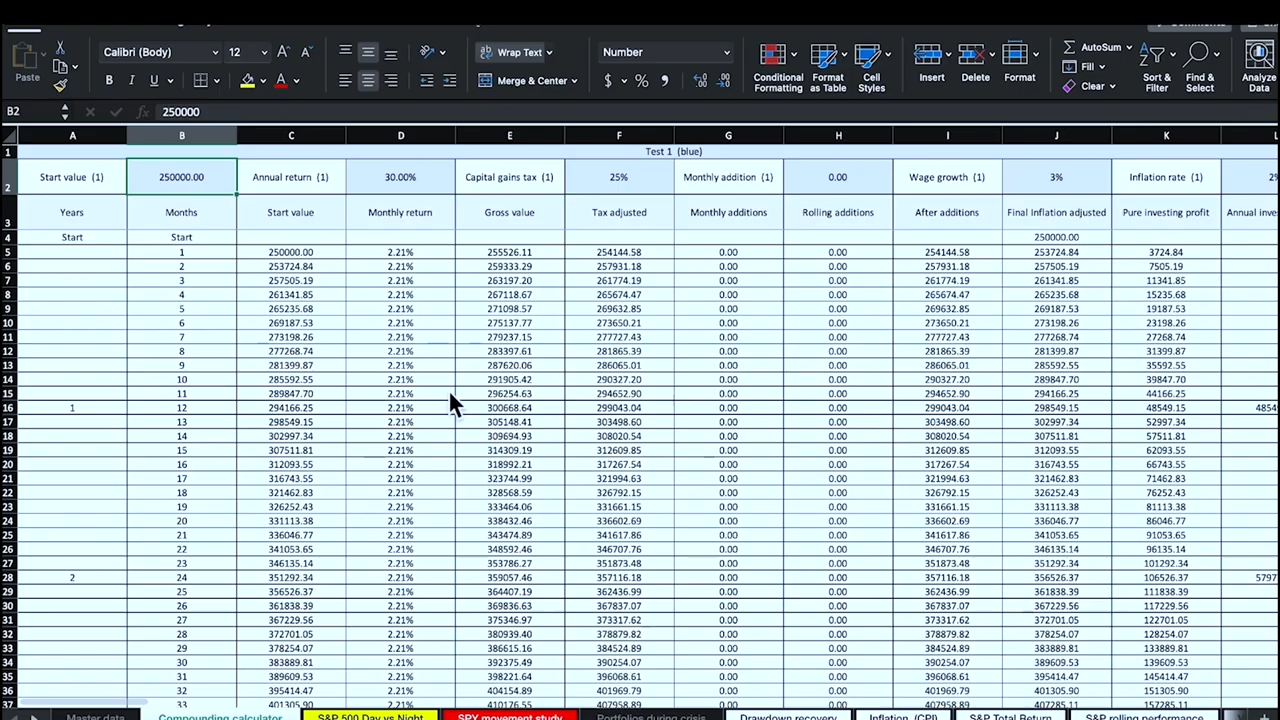 Calibri (Body) 12 Wrap Text Number AutoSum
Paste Conditional Formatting Format as Table Cell Styles Insert Delete Format Fill Sort & Filter Find & Select Analyze Data
B I U Merge & Center $ % Clear
B2 fx 250000
A B C D E F G H I J K
1 Test 1 (blue)
2 Start value (1) 250000.00 Annual return (1) 30.00% Capital gains tax (1) 25% Monthly addition (1) 0.00 Wage growth (1) 3% Inflation rate (1)
3 Years Months Start value Monthly return Gross value Tax adjusted Monthly additions Rolling additions After additions Final Inflation adjusted Pure investing profit
4 Start Start 250000.00
5 1 250000.00 2.21% 255526.11 254144.58 0.00 0.00 254144.58 253724.84 3724.84
6 2 253724.84 2.21% 259333.29 257931.18 0.00 0.00 257931.18 257505.19 7505.19
7 3 257505.19 2.21% 263197.20 261774.19 0.00 0.00 261774.19 261341.85 11341.85
8 4 261341.85 2.21% 267118.67 265674.47 0.00 0.00 265674.47 265235.68 15235.68
9 5 265235.68 2.21% 271098.57 269632.85 0.00 0.00 269632.85 269187.53 19187.53
10 6 269187.53 2.21% 275137.77 273650.21 0.00 0.00 273650.21 273198.26 23198.26
11 7 273198.26 2.21% 279237.15 277727.43 0.00 0.00 277727.43 277268.74 27268.74
12 8 277268.74 2.21% 283397.61 281865.39 0.00 0.00 281865.39 281399.87 31399.87
13 9 281399.87 2.21% 287620.06 286065.01 0.00 0.00 286065.01 285592.55 35592.55
14 10 285592.55 2.21% 291905.42 290327.20 0.00 0.00 290327.20 289847.70 39847.70
15 11 289847.70 2.21% 296254.63 294652.90 0.00 0.00 294652.90 294166.25 44166.25
16 1 12 294166.25 2.21% 300668.64 299043.04 0.00 0.00 299043.04 298549.15 48549.15
17 13 298549.15 2.21% 305148.41 303498.60 0.00 0.00 303498.60 302997.34 52997.34
18 14 302997.34 2.21% 309694.93 308020.54 0.00 0.00 308020.54 307511.81 57511.81
19 15 307511.81 2.21% 314309.19 312609.85 0.00 0.00 312609.85 312093.55 62093.55
20 16 312093.55 2.21% 318992.21 317267.54 0.00 0.00 317267.54 316743.55 66743.55
21 17 316743.55 2.21% 323744.99 321994.63 0.00 0.00 321994.63 321462.83 71462.83
22 18 321462.83 2.21% 328568.59 326792.15 0.00 0.00 326792.15 326252.43 76252.43
23 19 326252.43 2.21% 333464.06 331661.15 0.00 0.00 331661.15 331113.38 81113.38
24 20 331113.38 2.21% 338432.46 336602.69 0.00 0.00 336602.69 336046.77 86046.77
25 21 336046.77 2.21% 343474.89 341617.86 0.00 0.00 341617.86 341053.65 91053.65
26 22 341053.65 2.21% 348592.46 346707.76 0.00 0.00 346707.76 346135.14 96135.14
27 23 346135.14 2.21% 353786.27 351873.48 0.00 0.00 351873.48 351292.34 101292.34
28 2 24 351292.34 2.21% 359057.46 357116.18 0.00 0.00 357116.18 356526.37 106526.37
29 25 356526.37 2.21% 364407.19 362436.99 0.00 0.00 362436.99 361838.39 111838.39
30 26 361838.39 2.21% 369836.63 367837.07 0.00 0.00 367837.07 367229.56 117229.56
31 27 367229.56 2.21% 375346.97 373317.62 0.00 0.00 373317.62 372701.05 122701.05
32 28 372701.05 2.21% 380939.40 378879.82 0.00 0.00 378879.82 378254.07 128254.07
33 29 378254.07 2.21% 386615.16 384524.89 0.00 0.00 384524.89 383889.81 133889.81
34 30 383889.81 2.21% 392375.49 390254.07 0.00 0.00 390254.07 389609.53 139609.53
35 31 389609.53 2.21% 398221.64 396068.61 0.00 0.00 396068.61 395414.47 145414.47
36 32 395414.47 2.21% 404154.89 401969.79 0.00 0.00 401969.79 401305.90 151305.90
37 33 401305.90 2.21% 410176.53 407958.89 0.00 0.00 407958.89
Master data Compounding calculator S&P 500 Day vs Night SPY movement study Portfolios during crisis Drawdown recovery Inflation (CPI) S&P Total Return S&P rolling performance